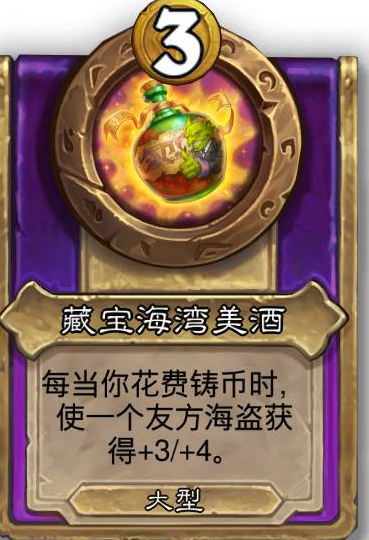 3
藏宝海湾美酒
每当你花费铸币时，
使一个友方海盗获
得+3/+4。
大型